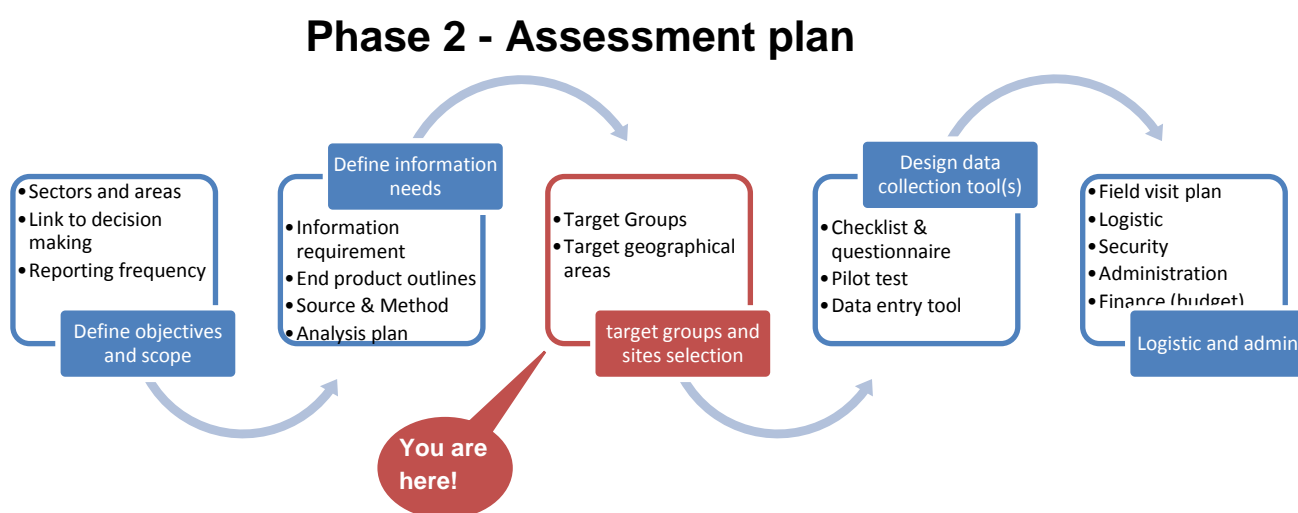 Phase 2 - Assessment plan
• Sectors and areas
• Link to decision
making
• Reporting frequency
Define objectives
and scope
Define information
needs
• Information
requirement
• End product outlines
• Source & Method
• Analysis plan
• Target Groups
• Target geographical
areas
target groups and
sites selection
You are
here!
Design data
collection tool(s)
• Checklist &
questionnaire
• Pilot test
• Data entry tool
• Field visit plan
• Logistic
• Security
• Administration
• Finance (budget)
Logistic and admin